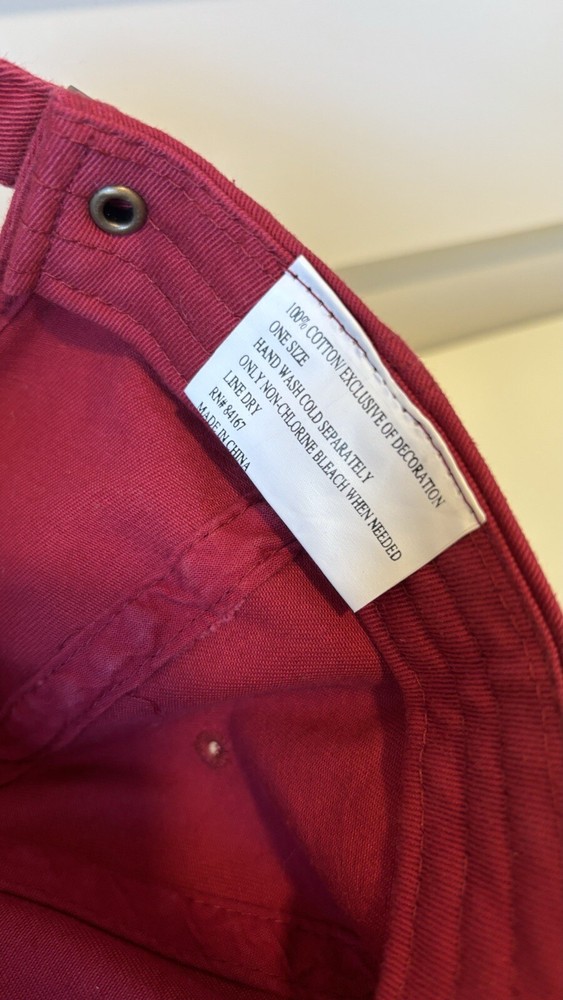 100% COTTON EXCLUSIVE OF DECORATION
ONE SIZE
HAND WASH COLD SEPARATELY
ONLY NON-CHLORINE BLEACH WHEN NEEDED
LINE DRY
RN# 84167
MADE IN CHINA